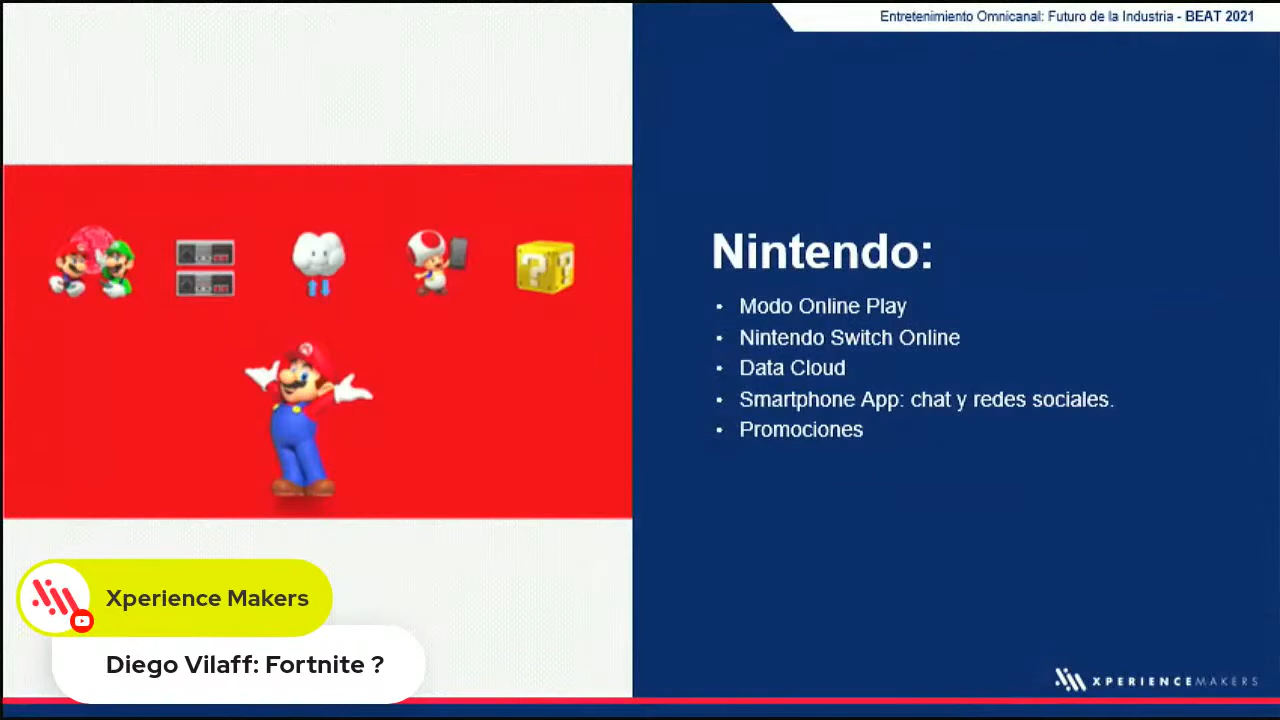 Entretenimiento Omnicanal: Futuro de la Industria - BEAT 2021
Nintendo:
• Modo Online Play
• Nintendo Switch Online
• Data Cloud
• Smartphone App: chat y redes sociales.
• Promociones
? ?
Xperience Makers
Diego Vilaff: Fortnite ?
XPERIENCEMAKERS